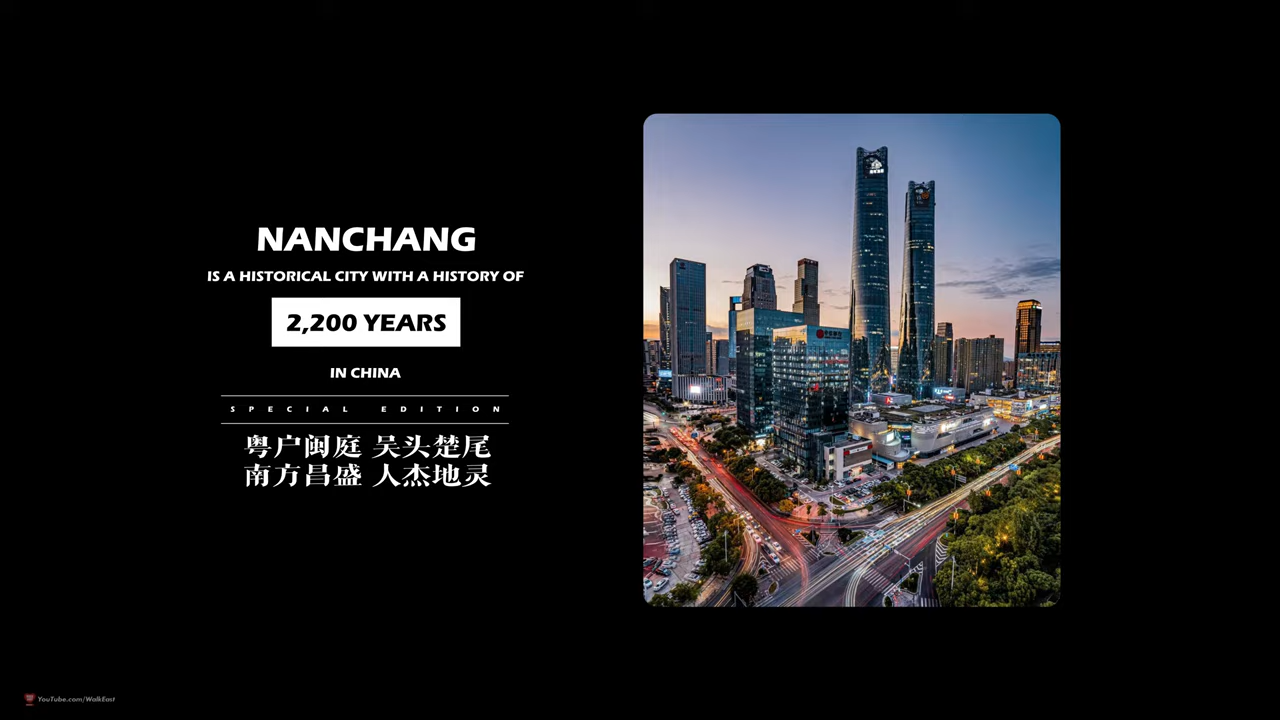 NANCHANG
IS A HISTORICAL CITY WITH A HISTORY OF
2,200 YEARS
IN CHINA
SPECIAL EDITION
粤户闽庭 吴头楚尾
南方昌盛 人杰地灵
YouTube.com/WalkEast